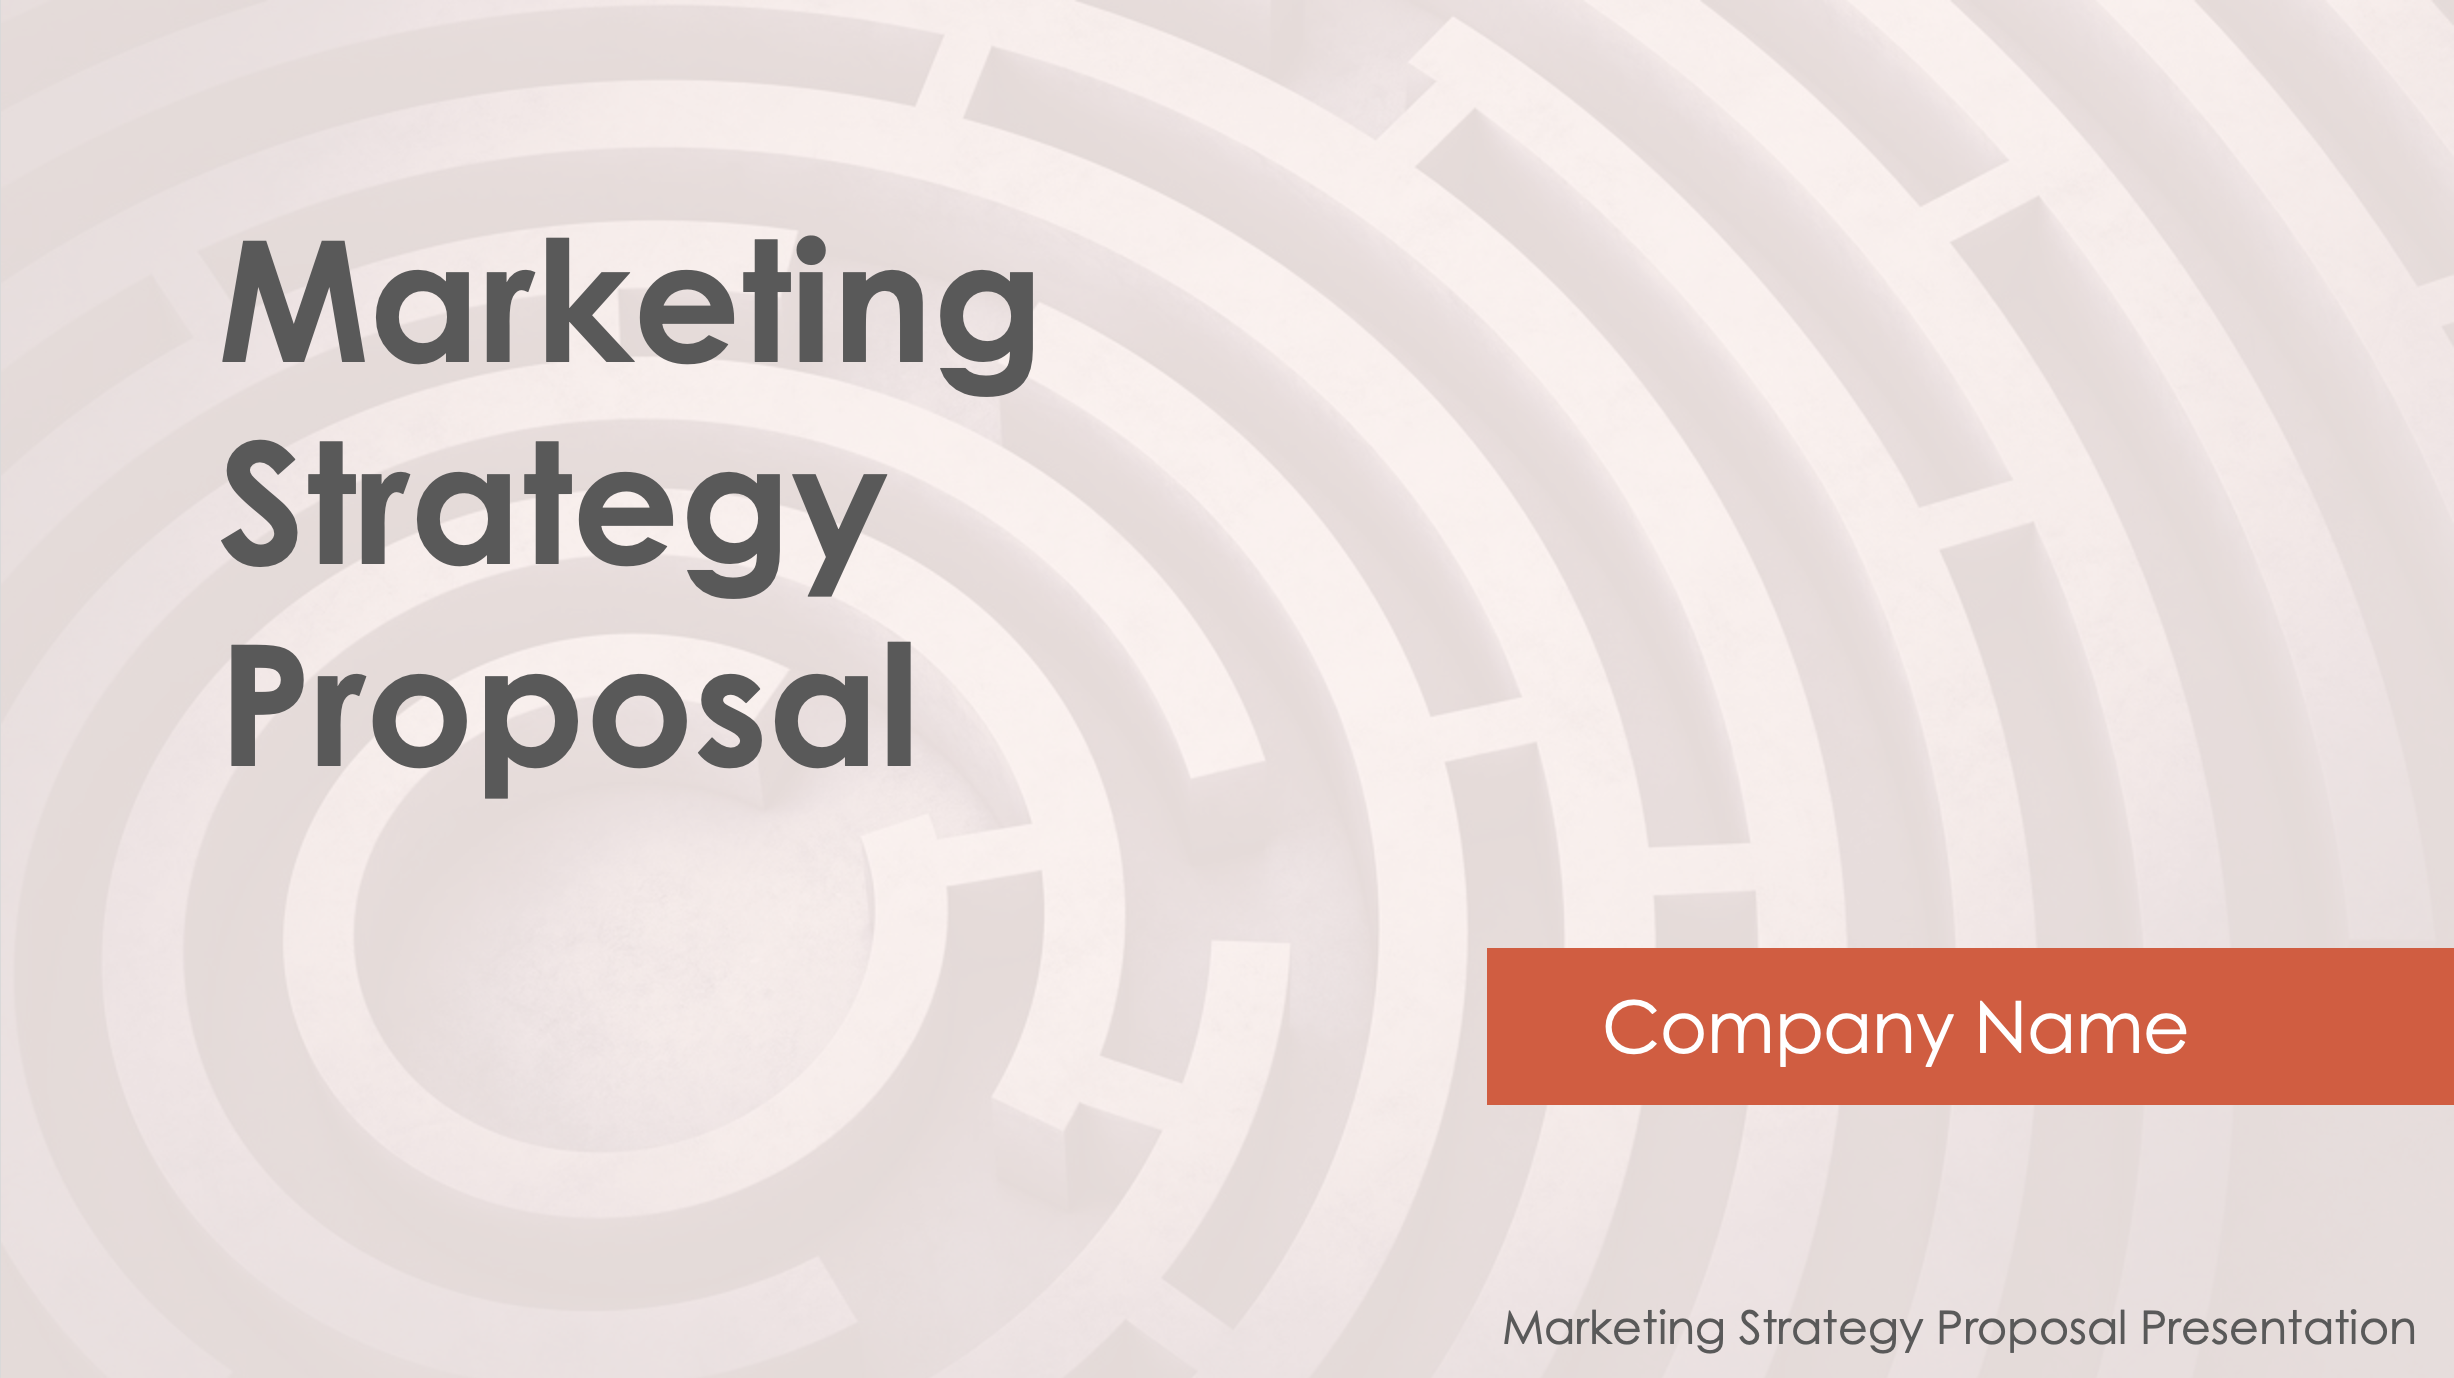 Marketing
Strategy
Proposal
Company Name
Marketing Strategy Proposal Presentation